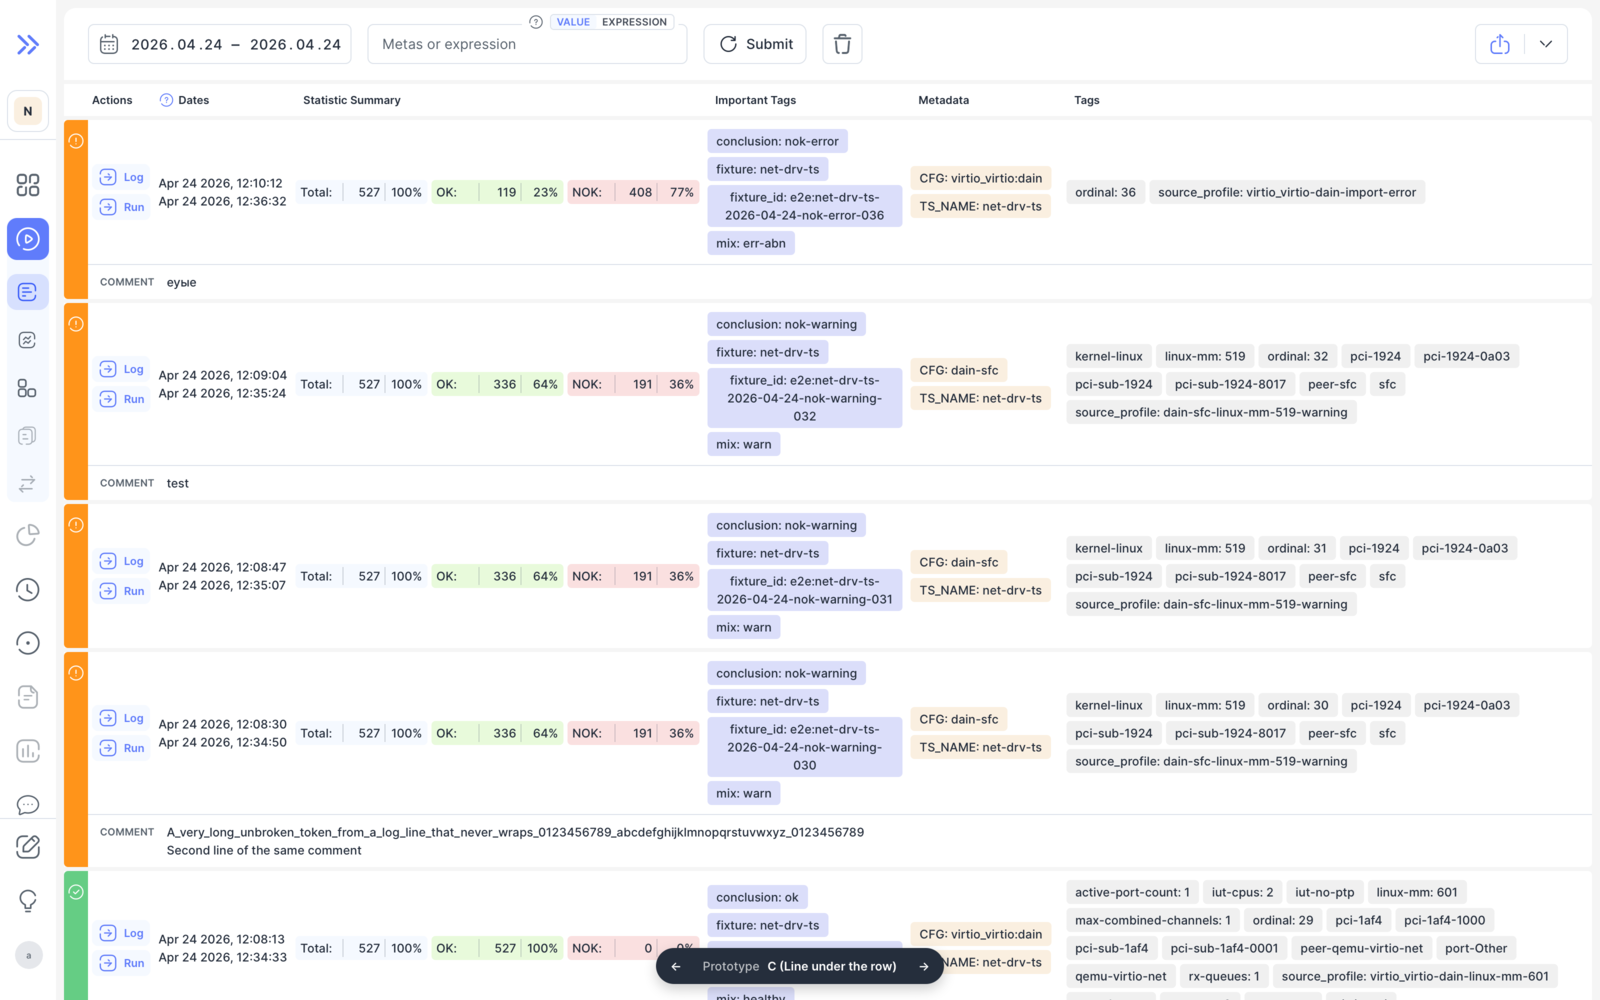 VALUE EXPRESSION
2026.04.24 – 2026.04.24
Metas or expression
Submit
N
Actions
Dates
Statistic Summary
Important Tags
Metadata
Tags
Log
Run
Apr 24 2026, 12:10:12
Apr 24 2026, 12:36:32
Total: 527 100%
OK: 119 23%
NOK: 408 77%
conclusion: nok-error
fixture: net-drv-ts
fixture_id: e2e:net-drv-ts-
2026-04-24-nok-error-036
mix: err-abn
CFG: virtio_virtio:dain
TS_NAME: net-drv-ts
ordinal: 36
source_profile: virtio_virtio-dain-import-error
COMMENT еуые
Log
Run
Apr 24 2026, 12:09:04
Apr 24 2026, 12:35:24
Total: 527 100%
OK: 336 64%
NOK: 191 36%
conclusion: nok-warning
fixture: net-drv-ts
fixture_id: e2e:net-drv-ts-
2026-04-24-nok-warning-
032
mix: warn
CFG: dain-sfc
TS_NAME: net-drv-ts
kernel-linux linux-mm: 519 ordinal: 32 pci-1924 pci-1924-0a03
pci-sub-1924 pci-sub-1924-8017 peer-sfc sfc
source_profile: dain-sfc-linux-mm-519-warning
COMMENT test
Log
Run
Apr 24 2026, 12:08:47
Apr 24 2026, 12:35:07
Total: 527 100%
OK: 336 64%
NOK: 191 36%
conclusion: nok-warning
fixture: net-drv-ts
fixture_id: e2e:net-drv-ts-
2026-04-24-nok-warning-031
mix: warn
CFG: dain-sfc
TS_NAME: net-drv-ts
kernel-linux linux-mm: 519 ordinal: 31 pci-1924 pci-1924-0a03
pci-sub-1924 pci-sub-1924-8017 peer-sfc sfc
source_profile: dain-sfc-linux-mm-519-warning
Log
Run
Apr 24 2026, 12:08:30
Apr 24 2026, 12:34:50
Total: 527 100%
OK: 336 64%
NOK: 191 36%
conclusion: nok-warning
fixture: net-drv-ts
fixture_id: e2e:net-drv-ts-
2026-04-24-nok-warning-
030
mix: warn
CFG: dain-sfc
TS_NAME: net-drv-ts
kernel-linux linux-mm: 519 ordinal: 30 pci-1924 pci-1924-0a03
pci-sub-1924 pci-sub-1924-8017 peer-sfc sfc
source_profile: dain-sfc-linux-mm-519-warning
COMMENT A_very_long_unbroken_token_from_a_log_line_that_never_wraps_0123456789_abcdefghijklmnopqrstuvwxyz_0123456789
Second line of the same comment
Log
Run
Apr 24 2026, 12:08:13
Apr 24 2026, 12:34:33
Total: 527 100%
OK: 527 100%
NOK: 0 0%
conclusion: ok
fixture: net-drv-ts
mix: healthy
CFG: virtio_virtio:dain
NAME: net-drv-ts
active-port-count: 1 iut-cpus: 2 iut-no-ptp linux-mm: 601
max-combined-channels: 1 ordinal: 29 pci-1af4 pci-1af4-1000
pci-sub-1af4 pci-sub-1af4-0001 peer-qemu-virtio-net port-Other
qemu-virtio-net rx-queues: 1 source_profile: virtio_virtio-dain-linux-mm-601
← Prototype C (Line under the row) →
a